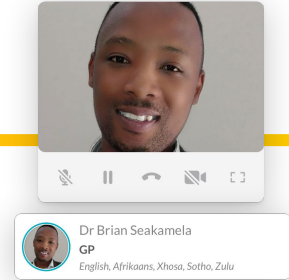 Dr Brian Seakamela
GP
English, Afrikaans, Xhosa, Sotho, Zulu